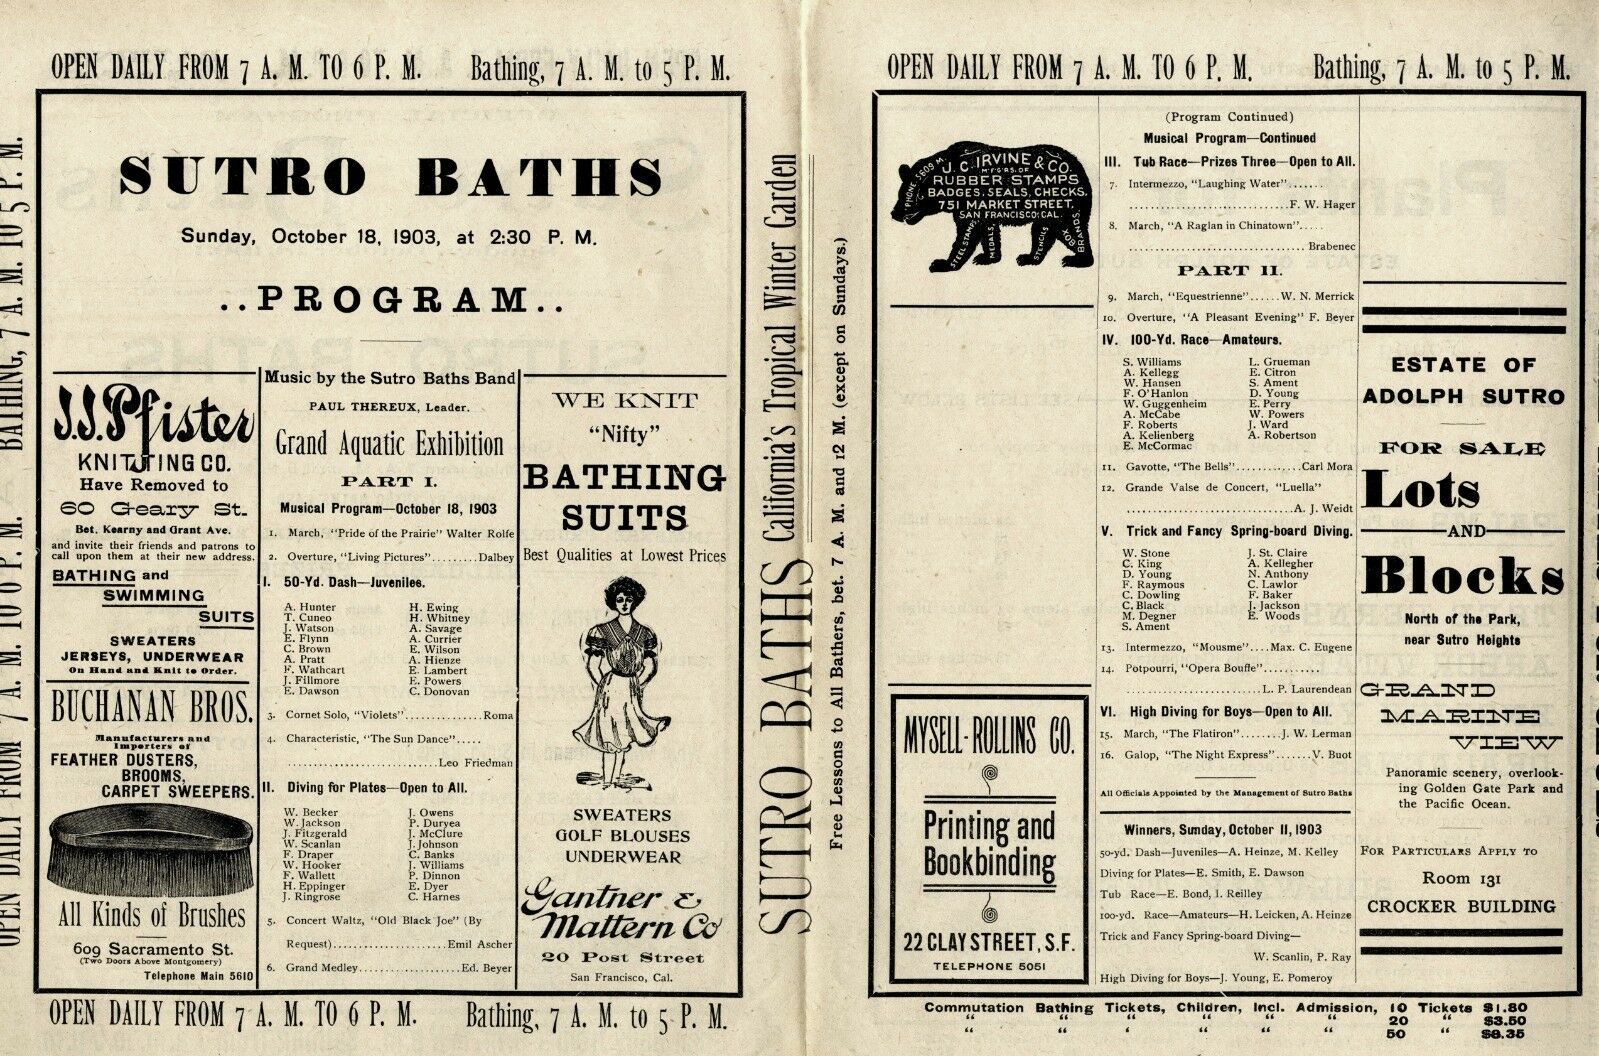 OPEN DAILY FROM 7 A. M. TO 6 P. M. Bathing, 7 A. M. to 5 P. M.
SUTRO BATHS
Sunday, October 18, 1903, at 2:30 P. M.
..PROGRAM..
J.J. Pfister
KNITTING CO.
Have Removed to
60 Geary St.
Bet. Kearny and Grant Ave.
and invite their friends and patrons to
call upon them at their new address.
BATHING and
SWIMMING
SUITS
SWEATERS
JERSEYS, UNDERWEAR
On Hand and Knit to Order.
BUCHANAN BROS.
Manufacturers and
Importers of
FEATHER DUSTERS,
BROOMS,
CARPET SWEEPERS.
All Kinds of Brushes
609 Sacramento St.
(Two Doors Above Montgomery)
Telephone Main 5610
Music by the Sutro Baths Band
PAUL THEREUX, Leader.
Grand Aquatic Exhibition
PART I.
Musical Program—October 18, 1903
1. March, "Pride of the Prairie" Walter Rolfe
2. Overture, "Living Pictures"..........Dalbey
I. 50-Yd. Dash—Juveniles.
A. Hunter H. Ewing
T. Cuneo H. Whitney
J. Watson A. Savage
E. Flynn A. Currier
C. Brown E. Wilson
A. Pratt A. Hienze
F. Wathcart E. Lambert
J. Fillmore E. Powers
E. Dawson C. Donovan
3. Cornet Solo, "Violets"...............Roma
4. Characteristic, "The Sun Dance".....
..............................Leo Friedman
II. Diving for Plates—Open to All.
W. Becker J. Owens
W. Jackson P. Duryea
J. Fitzgerald J. McClure
W. Scanlan J. Johnson
F. Draper C. Banks
W. Hooker J. Williams
F. Wallett P. Dinnon
H. Eppinger E. Dyer
J. Ringrose C. Harnes
5. Concert Waltz, "Old Black Joe" (By
Request)......................Emil Ascher
6. Grand Medley....................Ed. Beyer
WE KNIT
"Nifty"
BATHING
SUITS
Best Qualities at Lowest Prices
SWEATERS
GOLF BLOUSES
UNDERWEAR
Gantner &
Mattern Co
20 Post Street
San Francisco, Cal.
OPEN DAILY FROM 7 A. M. TO 6 P. M. Bathing, 7 A. M. to 5 P. M.
OPEN DAILY FROM 7 A. M. TO 6 P. M. BATHING, 7 A. M. TO 5 P. M.
SUTRO BATHS California's Tropical Winter Garden
Free Lessons to All Bathers, bet. 7 A. M. and 12 M. (except on Sundays.)
OPEN DAILY FROM 7 A. M. TO 6 P. M. Bathing, 7 A. M. to 5 P. M.
PHONE 5609 M.
J. C. IRVINE & CO.
M'F'G'RS. OF
RUBBER STAMPS
BADGES, SEALS, CHECKS.
751 MARKET STREET,
SAN FRANCISCO: CAL.
STEEL STAMPS,
MEDALS,
STENCILS
BOX BRANDS.
MYSELL-ROLLINS CO.
Printing and
Bookbinding
22 CLAY STREET, S.F.
TELEPHONE 5051
(Program Continued)
Musical Program—Continued
III. Tub Race—Prizes Three—Open to All.
7. Intermezzo, "Laughing Water".......
................................F. W. Hager
8. March, "A Raglan in Chinatown".....
...................................Brabenec
PART II.
9. March, "Equestrienne"......W. N. Merrick
10. Overture, "A Pleasant Evening" F. Beyer
IV. 100-Yd. Race—Amateurs.
S. Williams L. Grueman
A. Kellegg E. Citron
W. Hansen S. Ament
F. O'Hanlon D. Young
W. Guggenheim E. Perry
A. McCabe W. Powers
F. Roberts J. Ward
A. Kelienberg A. Robertson
E. McCormac
11. Gavotte, "The Bells".............Carl Mora
12. Grande Valse de Concert, "Luella"
................................A. J. Weidt
V. Trick and Fancy Spring-board Diving.
W. Stone J. St. Claire
C. King A. Kellegher
D. Young N. Anthony
F. Raymous C. Lawlor
C. Dowling F. Baker
C. Black J. Jackson
M. Degner E. Woods
S. Ament
13. Intermezzo, "Mousme"....Max. C. Eugene
14. Potpourri, "Opera Boufle"...........
..........................L. P. Laurendean
VI. High Diving for Boys—Open to All.
15. March, "The Flatiron"........J. W. Lerman
16. Galop, "The Night Express".......V. Buot
All Officials Appointed by the Management of Sutro Baths
Winners, Sunday, October 11, 1903
50-yd. Dash—Juveniles—A. Heinze, M. Kelley
Diving for Plates—E. Smith, E. Dawson
Tub Race—E. Bond, I. Reilley
100-yd. Race—Amateurs—H. Leicken, A. Heinze
Trick and Fancy Spring-board Diving—
W. Scanlin, P. Ray
High Diving for Boys—J. Young, E. Pomeroy
ESTATE OF
ADOLPH SUTRO
FOR SALE
Lots
AND
Blocks
North of the Park,
near Sutro Heights
GRAND
MARINE
VIEW
Panoramic scenery, overlook-
ing Golden Gate Park and
the Pacific Ocean.
FOR PARTICULARS APPLY TO
Room 131
CROCKER BUILDING
Commutation Bathing Tickets, Children, Incl. Admission, 10 Tickets $1.80
" " " " " " 20 " $3.50
" " " " " " 50 " $8.35